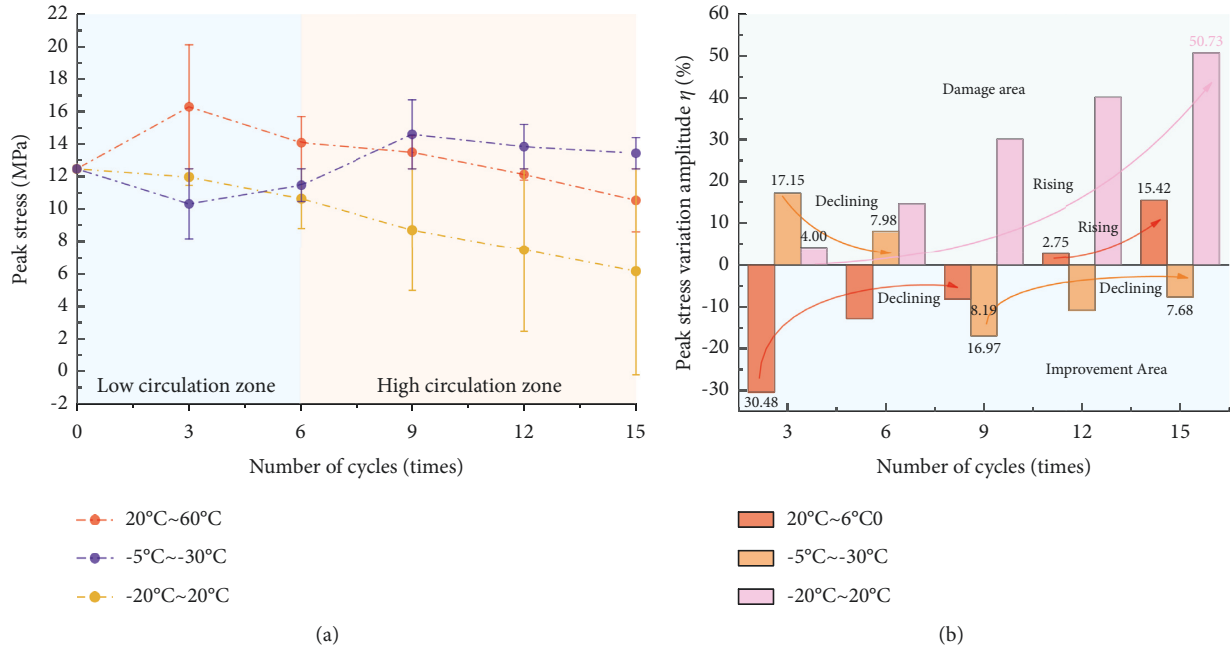 22
20
18
16
14
12
10
8
6
4
2
0
-2
Peak stress (MPa)
Low circulation zone
High circulation zone
0
3
6
9
12
15
Number of cycles (times)
20°C~60°C
-5°C~-30°C
-20°C~20°C
(a)
60
50
40
30
20
10
0
-10
-20
-30
Peak stress variation amplitude η (%)
50.73
Damage area
17.15
Declining
Rising
15.42
7.98
Rising
4.00
2.75
Declining
Declining
8.19
7.68
16.97
Improvement Area
30.48
3
6
9
12
15
Number of cycles (times)
20°C~6°C0
-5°C~-30°C
-20°C~20°C
(b)